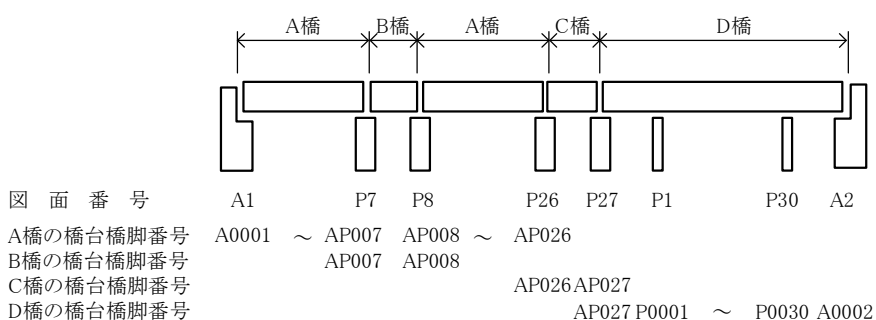 A橋 B橋 A橋 C橋 D橋
図 面 番 号 A1 P7 P8 P26 P27 P1 P30 A2
A橋の橋台橋脚番号 A0001 ～ AP007 AP008 ～ AP026
B橋の橋台橋脚番号 AP007 AP008
C橋の橋台橋脚番号 AP026 AP027
D橋の橋台橋脚番号 AP027 P0001 ～ P0030 A0002